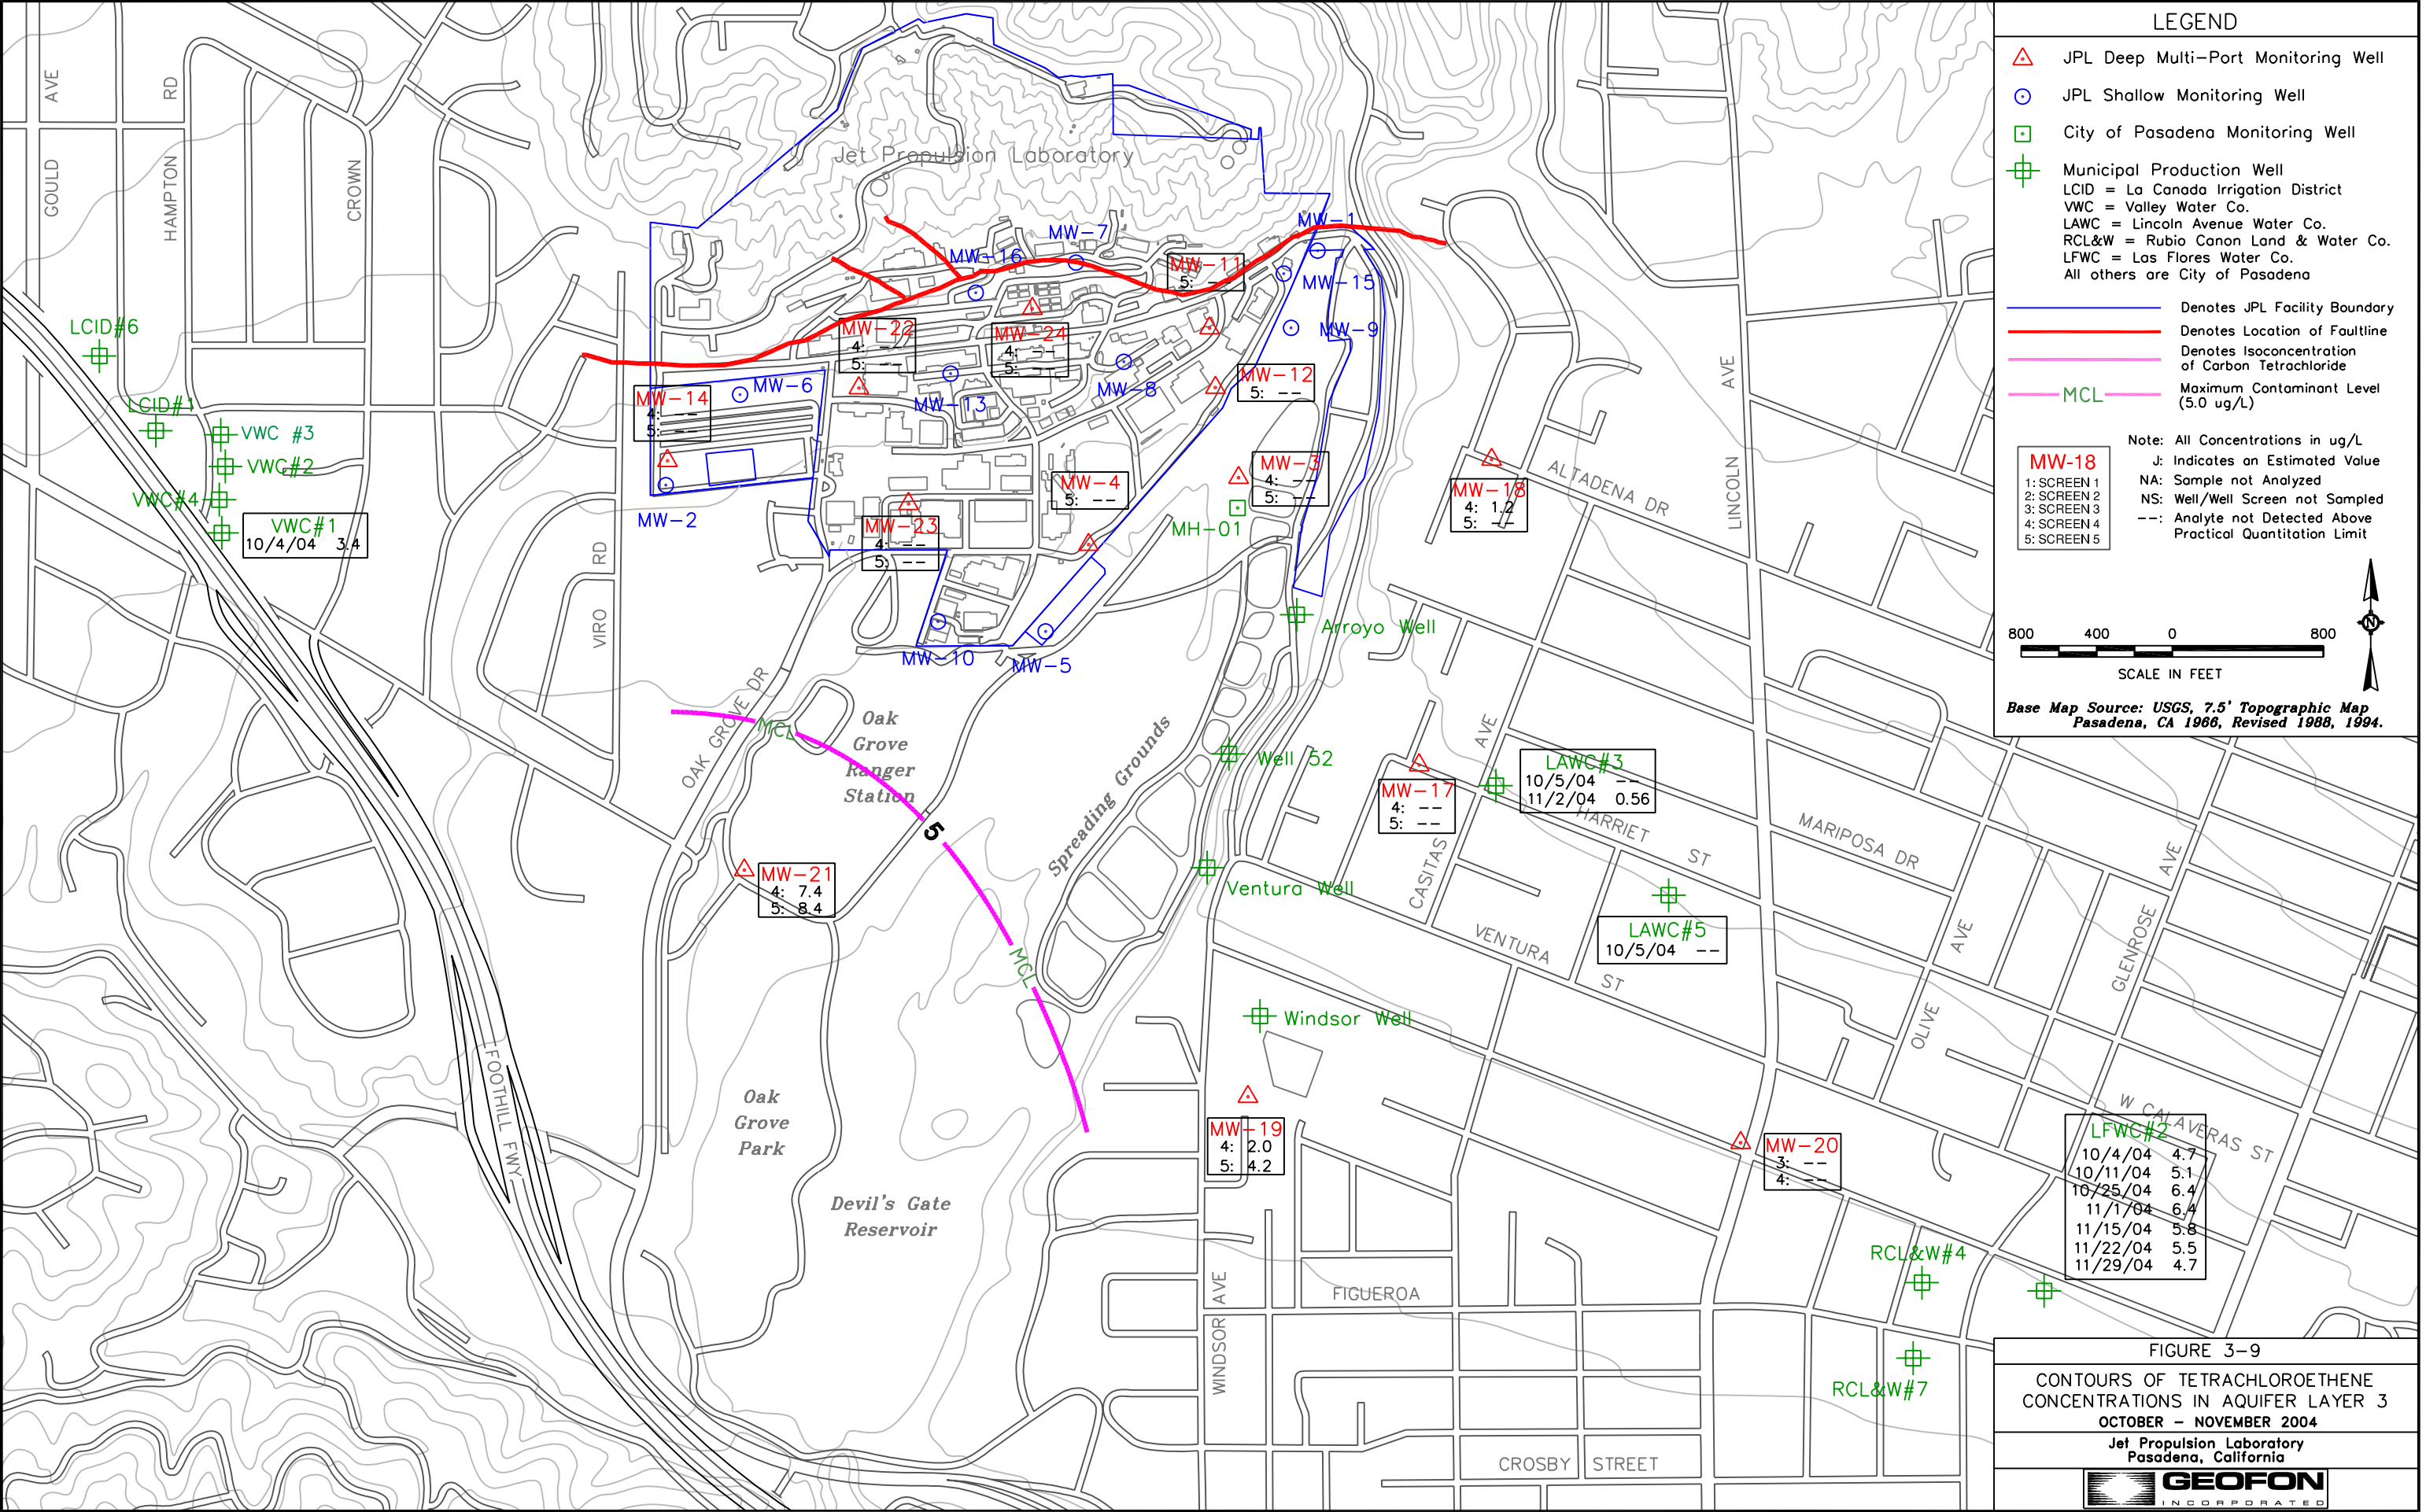 LEGEND
JPL Deep Multi-Port Monitoring Well
JPL Shallow Monitoring Well
City of Pasadena Monitoring Well
Municipal Production Well
LCID = La Canada Irrigation District
VWC = Valley Water Co.
LAWC = Lincoln Avenue Water Co.
RCL&W = Rubio Canon Land & Water Co.
LFWC = Las Flores Water Co.
All others are City of Pasadena
Denotes JPL Facility Boundary
Denotes Location of Faultline
Denotes Isoconcentration
of Carbon Tetrachloride
MCL
Maximum Contaminant Level
(5.0 ug/L)
Note: All Concentrations in ug/L
J: Indicates an Estimated Value
NA: Sample not Analyzed
NS: Well/Well Screen not Sampled
--: Analyte not Detected Above
Practical Quantitation Limit
MW-18
1: SCREEN 1
2: SCREEN 2
3: SCREEN 3
4: SCREEN 4
5: SCREEN 5
N
800 400 0 800
SCALE IN FEET
Base Map Source: USGS, 7.5' Topographic Map
Pasadena, CA 1966, Revised 1988, 1994.
GOULD AVE
HAMPTON RD
CROWN
Jet Propulsion Laboratory
MW-1
MW-7
MW-16
MW-11
5: --
MW-15
MW-9
MW-22
4: --
5: --
MW-24
4: --
5: --
MW-8
MW-12
5: --
MW-14
4: --
5: --
MW-6
MW-13
MW-2
MW-23
4: --
5: --
MW-4
5: --
MW-3
4: --
5: --
MH-01
MW-18
4: 1.2
5: --
MW-10
MW-5
LCID#6
LCID#1
VWC #3
VWC#2
VWC#4
VWC#1
10/4/04 3.4
VIRO RD
OAK GROVE DR
ALTADENA DR
LINCOLN AVE
Arroyo Well
MCL
Oak
Grove
Ranger
Station
5
MCL
Spreading Grounds
Well 52
MW-17
4: --
5: --
LAWC#3
10/5/04 --
11/2/04 0.56
CASITAS AVE
HARRIET ST
MARIPOSA DR
MW-21
4: 7.4
5: 8.4
Ventura Well
VENTURA ST
LAWC#5
10/5/04 --
OLIVE AVE
GLENROSE AVE
Windsor Well
FOOTHILL FWY
Oak
Grove
Park
Devil's Gate
Reservoir
MW-19
4: 2.0
5: 4.2
MW-20
3: --
4: --
W CALAVERAS ST
LFWC#2
10/4/04 4.7
10/11/04 5.1
10/25/04 6.4
11/1/04 6.4
11/15/04 5.8
11/22/04 5.5
11/29/04 4.7
RCL&W#4
RCL&W#7
WINDSOR AVE
FIGUEROA
CROSBY STREET
FIGURE 3-9
CONTOURS OF TETRACHLOROETHENE
CONCENTRATIONS IN AQUIFER LAYER 3
OCTOBER - NOVEMBER 2004
Jet Propulsion Laboratory
Pasadena, California
GEOFON
INCORPORATED